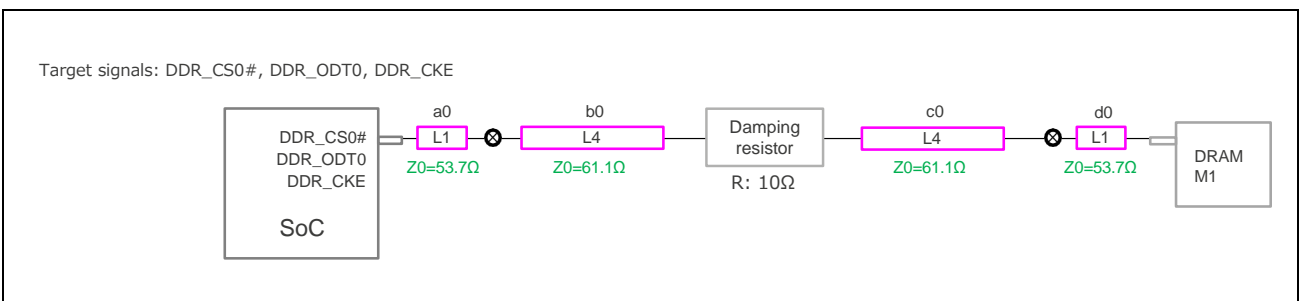 Target signals: DDR_CS0#, DDR_ODT0, DDR_CKE
a0 b0 c0 d0
DDR_CS0# L1 L4 Damping L4 L1
DDR_ODT0 resistor DRAM
DDR_CKE Z0=53.7Ω Z0=61.1Ω Z0=61.1Ω Z0=53.7Ω M1
R: 10Ω
SoC